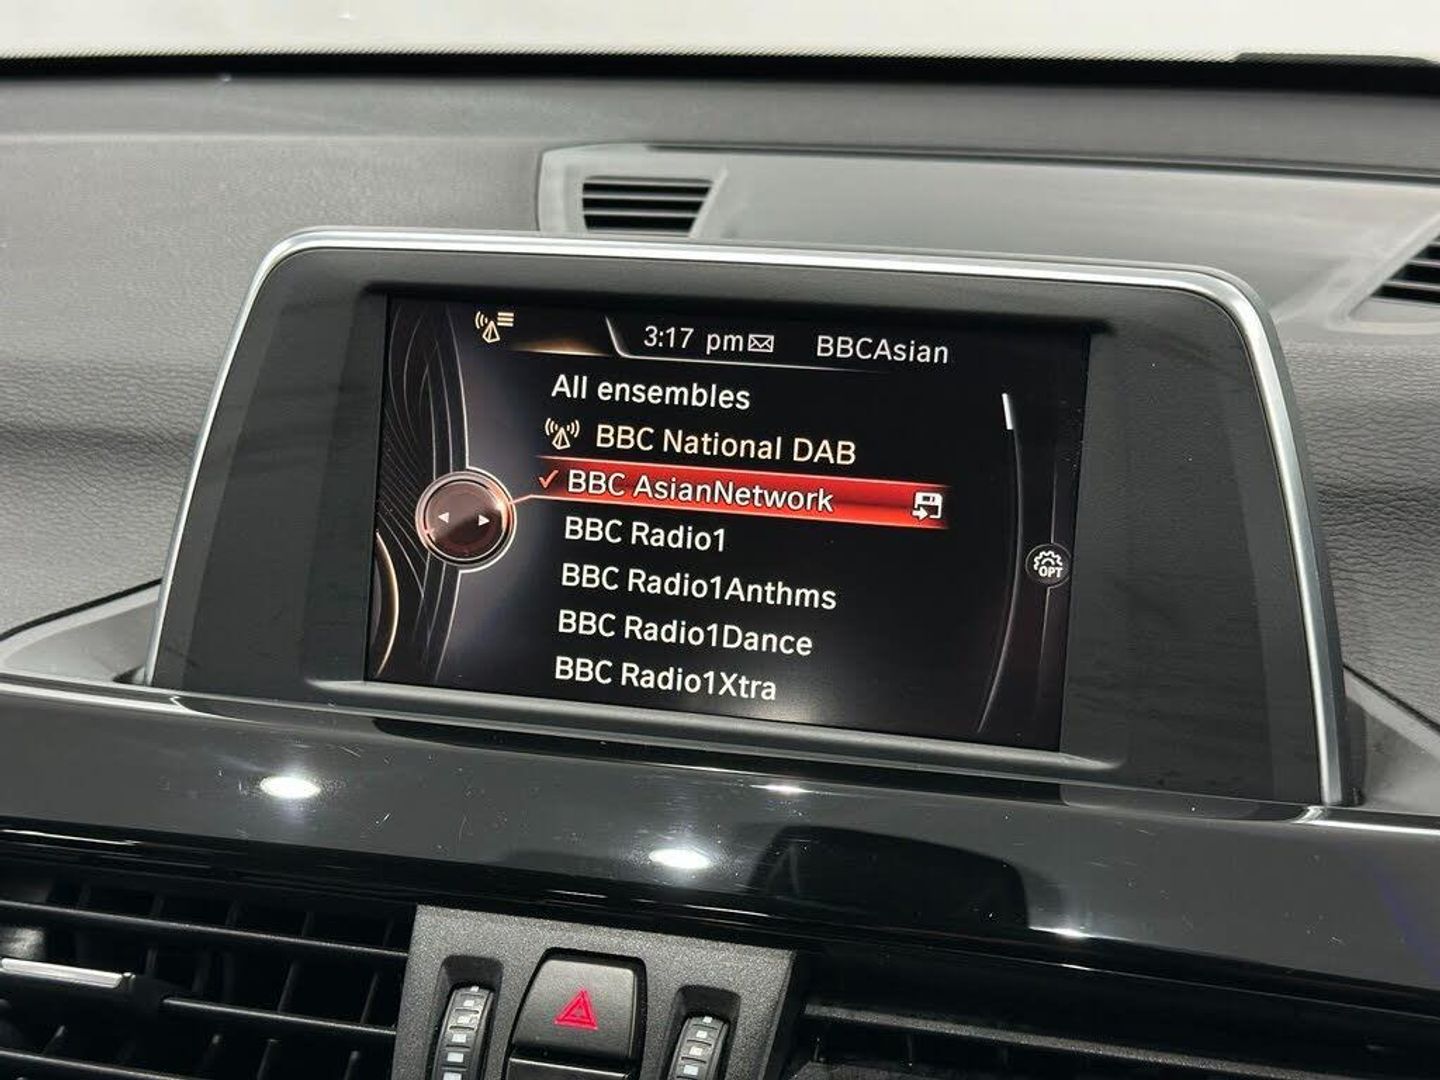 3:17 pm BBCAsian
All ensembles
BBC National DAB
BBC AsianNetwork
BBC Radio1
OPT
BBC Radio1Anthms
BBC Radio1Dance
BBC Radio1Xtra